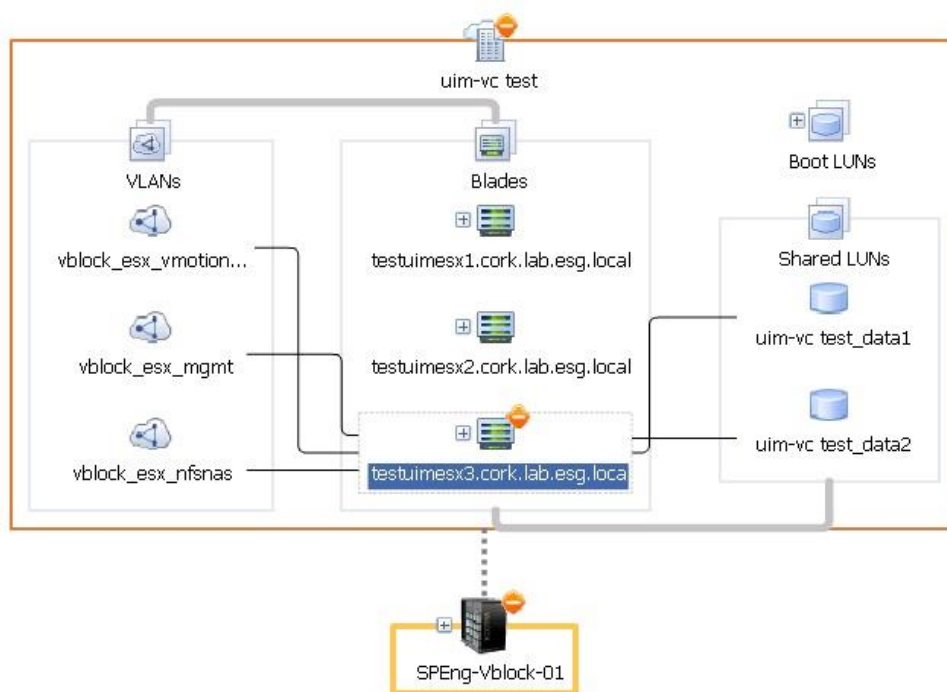 uim-vc test
VLANs
Blades
Boot LUNs
vblock_esx_vmotion...
testuimesx1.cork.lab.esg.local
Shared LUNs
vblock_esx_mgmt
testuimesx2.cork.lab.esg.local
uim-vc test_data1
vblock_esx_nfsnas
testuimesx3.cork.lab.esg.loca
uim-vc test_data2
SPEng-Vblock-01